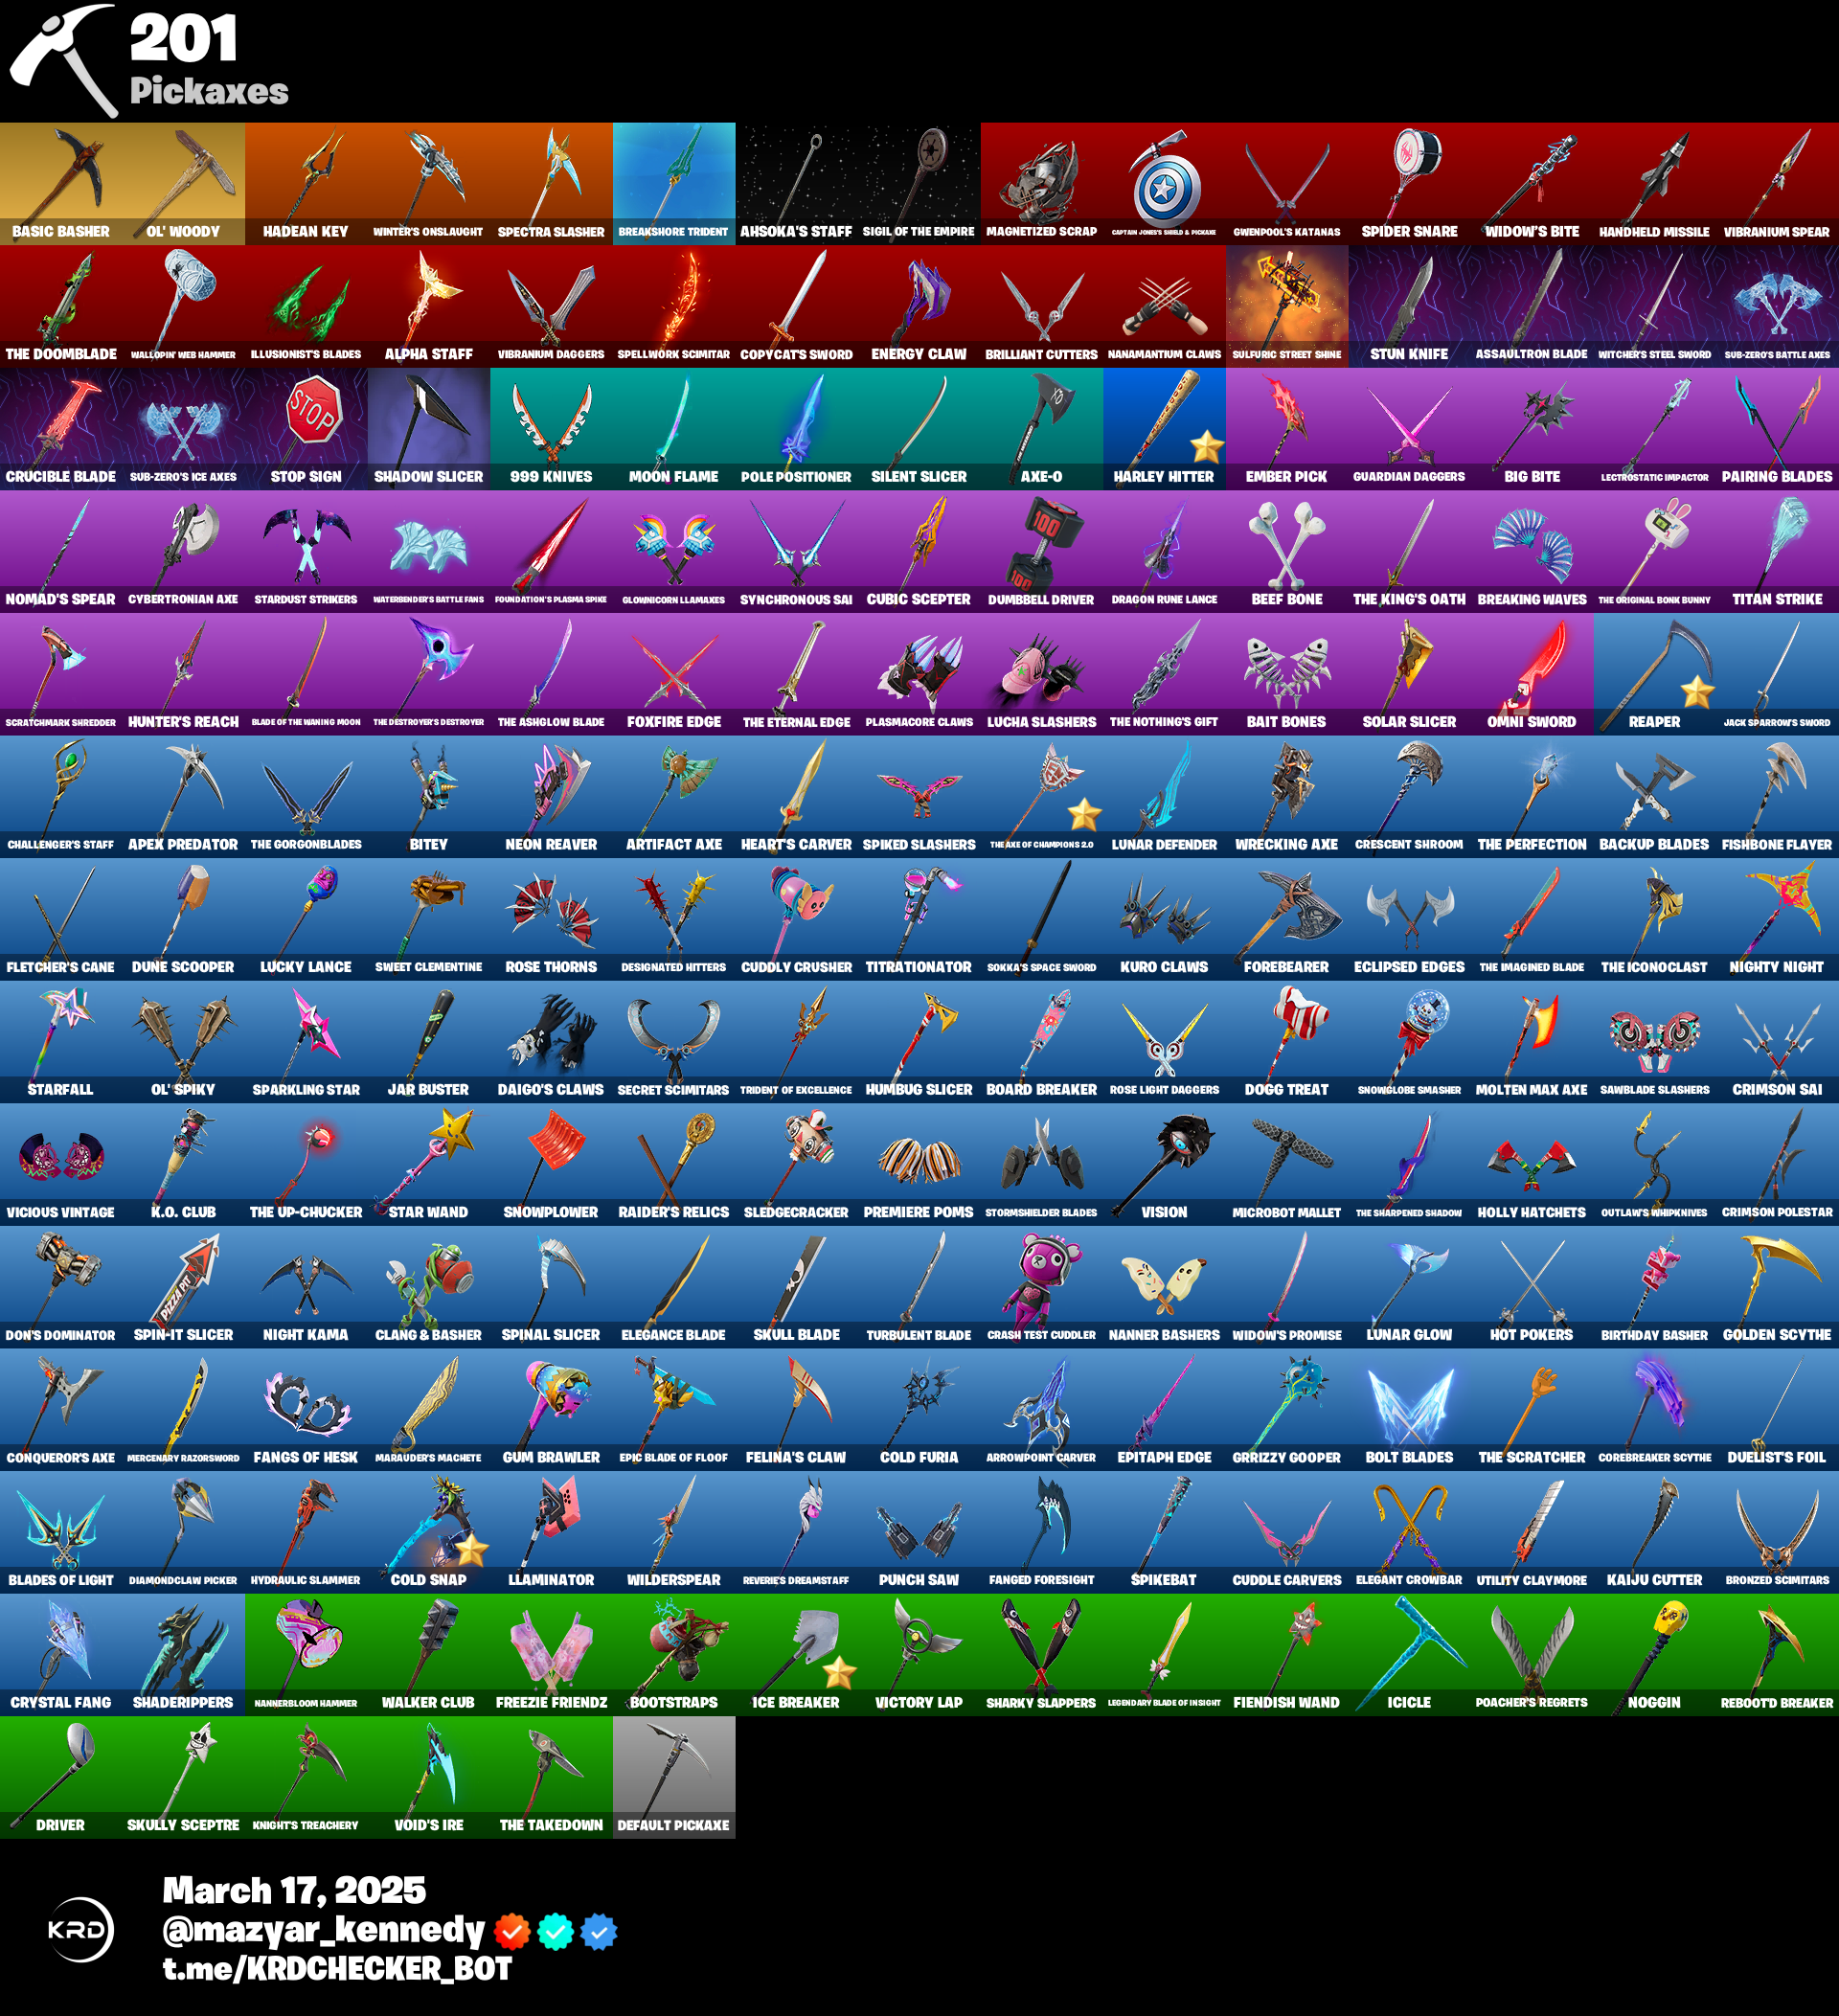 201
Pickaxes
BASIC BASHER OL' WOODY HADEAN KEY WINTER'S ONSLAUGHT SPECTRA SLASHER BREAKSHORE TRIDENT AHSOKA'S STAFF SIGIL OF THE EMPIRE MAGNETIZED SCRAP CAPTAIN JONES'S SHIELD & PICKAXE GWENPOOL'S KATANAS SPIDER SNARE WIDOW'S BITE HANDHELD MISSILE VIBRANIUM SPEAR
THE DOOMBLADE WALLOPIN' WEB HAMMER ILLUSIONIST'S BLADES ALPHA STAFF VIBRANIUM DAGGERS SPELLWORK SCIMITAR COPYCAT'S SWORD ENERGY CLAW BRILLIANT CUTTERS NANAMANTIUM CLAWS SULFURIC STREET SHINE STUN KNIFE ASSAULTRON BLADE WITCHER'S STEEL SWORD SUB-ZERO'S BATTLE AXES
STOP
CRUCIBLE BLADE SUB-ZERO'S ICE AXES STOP SIGN SHADOW SLICER 999 KNIVES MOON FLAME POLE POSITIONER SILENT SLICER AXE-O HARLEY HITTER EMBER PICK GUARDIAN DAGGERS BIG BITE LECTROSTATIC IMPACTOR PAIRING BLADES
100
100
NOMAD'S SPEAR CYBERTRONIAN AXE STARDUST STRIKERS WATERBENDER'S BATTLE FANS FOUNDATION'S PLASMA SPIKE GLOWNICORN LLAMAXES SYNCHRONOUS SAI CUBIC SCEPTER DUMBBELL DRIVER DRAGON RUNE LANCE BEEF BONE THE KING'S OATH BREAKING WAVES THE ORIGINAL BONK BUNNY TITAN STRIKE
SCRATCHMARK SHREDDER HUNTER'S REACH BLADE OF THE WANING MOON THE DESTROYER'S DESTROYER THE ASHGLOW BLADE FOXFIRE EDGE THE ETERNAL EDGE PLASMACORE CLAWS LUCHA SLASHERS THE NOTHING'S GIFT BAIT BONES SOLAR SLICER OMNI SWORD REAPER JACK SPARROW'S SWORD
CHALLENGER'S STAFF APEX PREDATOR THE GORGONBLADES BITEY NEON REAVER ARTIFACT AXE HEART'S CARVER SPIKED SLASHERS THE AXE OF CHAMPIONS 2.0 LUNAR DEFENDER WRECKING AXE CRESCENT SHROOM THE PERFECTION BACKUP BLADES FISHBONE FLAYER
FLETCHER'S CANE DUNE SCOOPER LUCKY LANCE SWEET CLEMENTINE ROSE THORNS DESIGNATED HITTERS CUDDLY CRUSHER TITRATIONATOR SOKKA'S SPACE SWORD KURO CLAWS FOREBEARER ECLIPSED EDGES THE IMAGINED BLADE THE ICONOCLAST NIGHTY NIGHT
STARFALL OL' SPIKY SPARKLING STAR JAR BUSTER DAIGO'S CLAWS SECRET SCIMITARS TRIDENT OF EXCELLENCE HUMBUG SLICER BOARD BREAKER ROSE LIGHT DAGGERS DOGG TREAT SNOWGLOBE SMASHER MOLTEN MAX AXE SAWBLADE SLASHERS CRIMSON SAI
VICIOUS VINTAGE K.O. CLUB THE UP-CHUCKER STAR WAND SNOWPLOWER RAIDER'S RELICS SLEDGECRACKER PREMIERE POMS STORMSHIELDER BLADES VISION MICROBOT MALLET THE SHARPENED SHADOW HOLLY HATCHETS OUTLAW'S WHIPKNIVES CRIMSON POLESTAR
PIZZA PIT
DON'S DOMINATOR SPIN-IT SLICER NIGHT KAMA CLANG & BASHER SPINAL SLICER ELEGANCE BLADE SKULL BLADE TURBULENT BLADE CRASH TEST CUDDLER NANNER BASHERS WIDOW'S PROMISE LUNAR GLOW HOT POKERS BIRTHDAY BASHER GOLDEN SCYTHE
CONQUEROR'S AXE MERCENARY RAZORSWORD FANGS OF HESK MARAUDER'S MACHETE GUM BRAWLER EPIC BLADE OF FLOOF FELINA'S CLAW COLD FURIA ARROWPOINT CARVER EPITAPH EDGE GRRIZZY GOOPER BOLT BLADES THE SCRATCHER COREBREAKER SCYTHE DUELIST'S FOIL
BLADES OF LIGHT DIAMONDCLAW PICKER HYDRAULIC SLAMMER COLD SNAP LLAMINATOR WILDERSPEAR REVERIE'S DREAMSTAFF PUNCH SAW FANGED FORESIGHT SPIKEBAT CUDDLE CARVERS ELEGANT CROWBAR UTILITY CLAYMORE KAIJU CUTTER BRONZED SCIMITARS
CRYSTAL FANG SHADERIPPERS NANNERBLOOM HAMMER WALKER CLUB FREEZIE FRIENDZ BOOTSTRAPS ICE BREAKER VICTORY LAP SHARKY SLAPPERS LEGENDARY BLADE OF INSIGHT FIENDISH WAND ICICLE POACHER'S REGRETS NOGGIN REBOOT'D BREAKER
DRIVER SKULLY SCEPTRE KNIGHT'S TREACHERY VOID'S IRE THE TAKEDOWN DEFAULT PICKAXE
March 17, 2025
KRD @mazyar_kennedy
t.me/KRDCHECKER_BOT